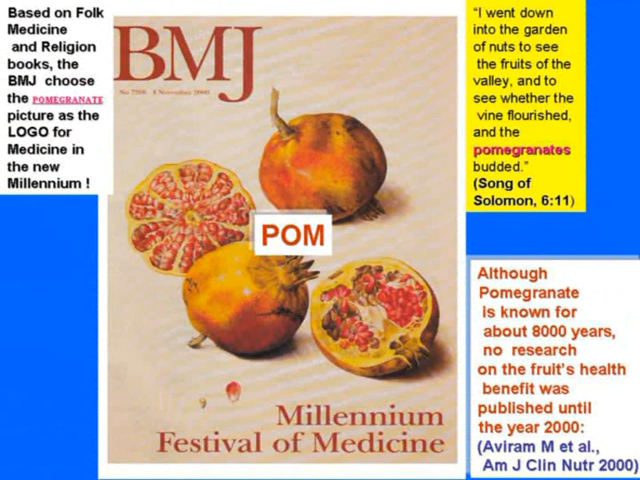 Based on Folk
Medicine
and Religion
books, the
BMJ choose
the POMEGRANATE
picture as the
LOGO for
Medicine in
the new
Millennium !
BMJ
November 2000
POM
Millennium
Festival of Medicine
“I went down
into the garden
of nuts to see
the fruits of the
valley, and to
see whether the
vine flourished,
and the
pomegranates
budded.”
(Song of
Solomon, 6:11)
Although
Pomegranate
is known for
about 8000 years,
no research
on the fruit's health
benefit was
published until
the year 2000:
(Aviram M et al.,
Am J Clin Nutr 2000)